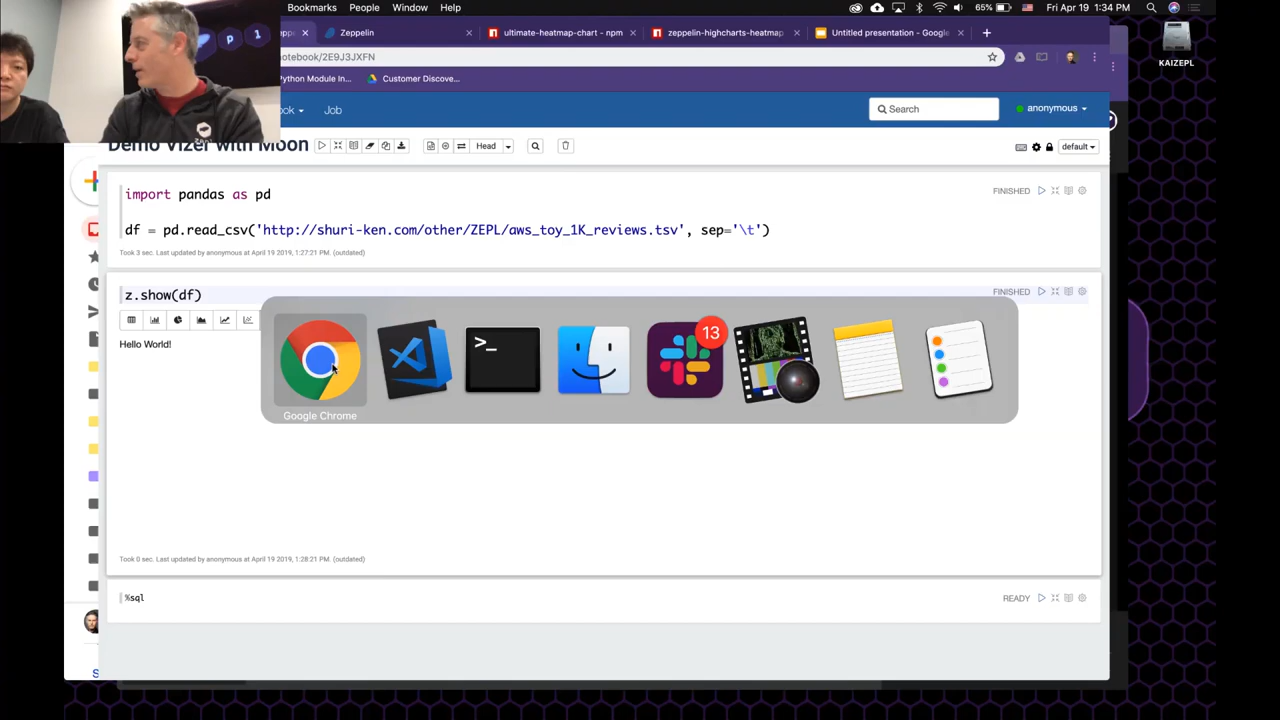 Bookmarks People Window Help
65% Fri Apr 19 1:34 PM
Zeppelin
ultimate-heatmap-chart - npm
zeppelin-highcharts-heatmap
Untitled presentation - Google
notebook/2E9J3JXFN
Python Module In...
Customer Discove...
KAIZEPL
Job
Search
anonymous
Demo Vizer with Moon
Head
default
import pandas as pd
FINISHED
df = pd.read_csv('http://shuri-ken.com/other/ZEPL/aws_toy_1K_reviews.tsv', sep='\t')
Took 3 sec. Last updated by anonymous at April 19 2019, 1:27:21 PM. (outdated)
z.show(df)
FINISHED
Hello World!
13
>_
Google Chrome
Took 0 sec. Last updated by anonymous at April 19 2019, 1:28:21 PM. (outdated)
%sql
READY